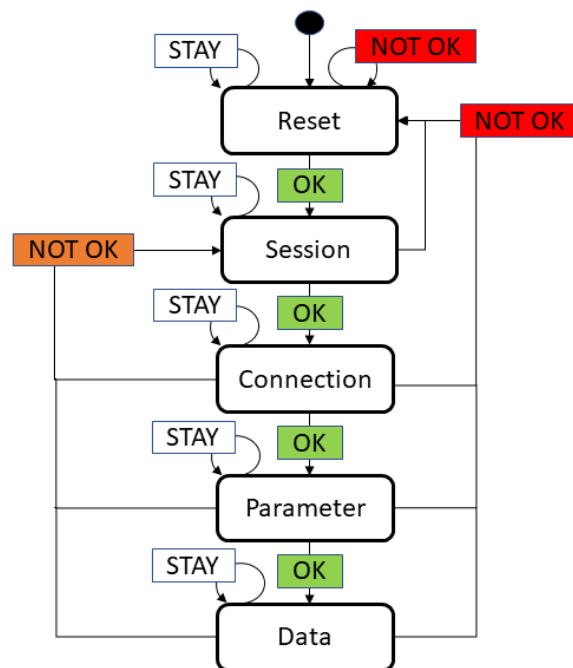 STAY
NOT OK
Reset
NOT OK
STAY
OK
NOT OK
Session
STAY
OK
Connection
STAY
OK
Parameter
STAY
OK
Data